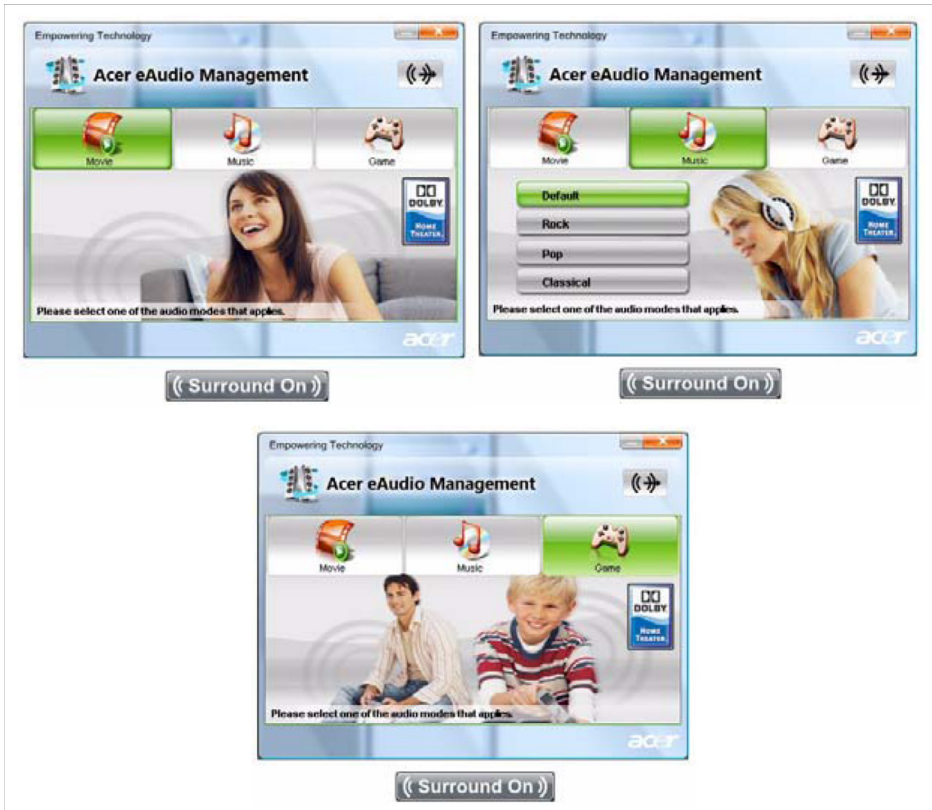 Empowering Technology
Acer eAudio Management
Movie Music Game
DOLBY
HOME
THEATER
Please select one of the audio modes that applies.
acer
Surround On
Empowering Technology
Acer eAudio Management
Movie Music Game
Default
Rock
Pop
Classical
DOLBY
HOME
THEATER
Please select one of the audio modes that applies.
acer
Surround On
Empowering Technology
Acer eAudio Management
Movie Music Game
DOLBY
HOME
THEATER
Please select one of the audio modes that applies.
acer
Surround On